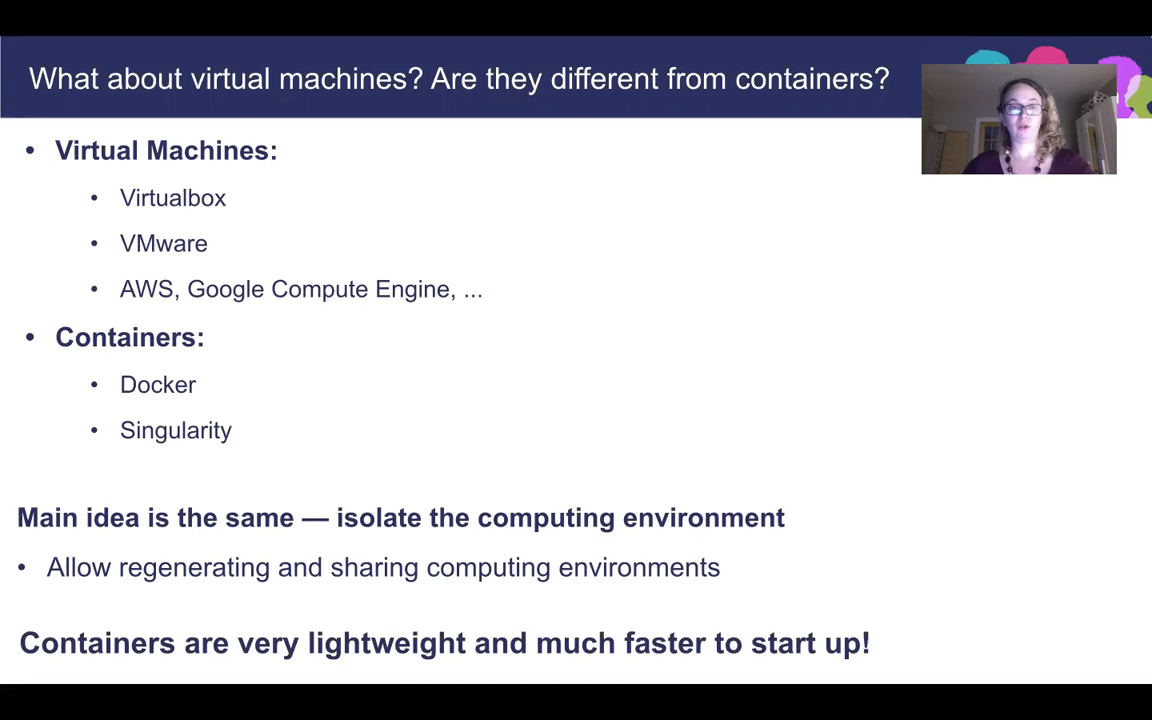 What about virtual machines? Are they different from containers?
• Virtual Machines:
• Virtualbox
• VMware
• AWS, Google Compute Engine, ...
• Containers:
• Docker
• Singularity
Main idea is the same — isolate the computing environment
• Allow regenerating and sharing computing environments
Containers are very lightweight and much faster to start up!